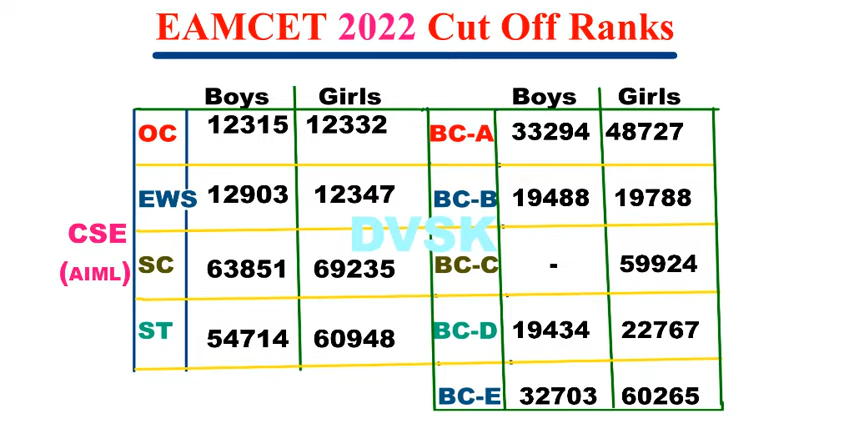 EAMCET 2022 Cut Off Ranks
Boys Girls Boys Girls
OC 12315 12332 BC-A 33294 48727
EWS 12903 12347 BC-B 19488 19788
DVSK
CSE
(AIML)
SC 63851 69235 BC-C - 59924
ST 54714 60948 BC-D 19434 22767
BC-E 32703 60265